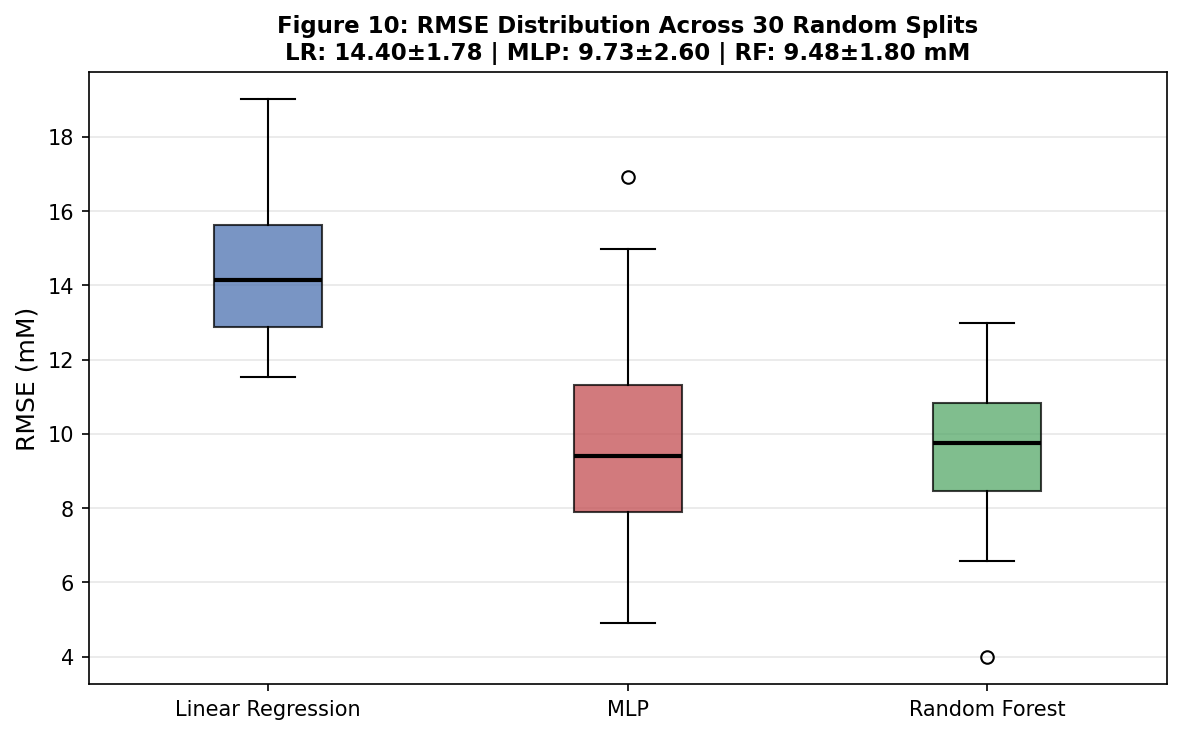 Figure 10: RMSE Distribution Across 30 Random Splits
LR: 14.40±1.78 | MLP: 9.73±2.60 | RF: 9.48±1.80 mM
RMSE (mM)
18
16
14
12
10
8
6
4
Linear Regression
MLP
Random Forest